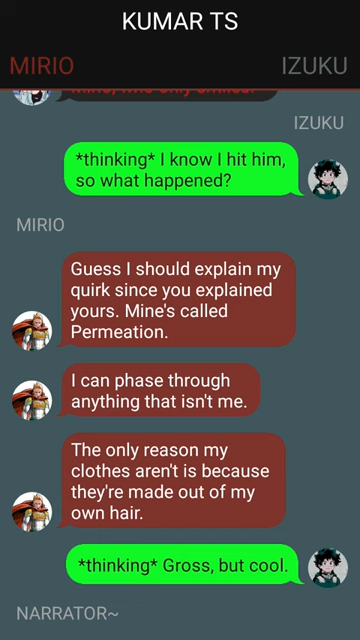 KUMAR TS
MIRIO
IZUKU
IZUKU
*thinking* I know I hit him,
so what happened?
MIRIO
Guess I should explain my
quirk since you explained
yours. Mine's called
Permeation.
I can phase through
anything that isn't me.
The only reason my
clothes aren't is because
they're made out of my
own hair.
*thinking* Gross, but cool.
NARRATOR~